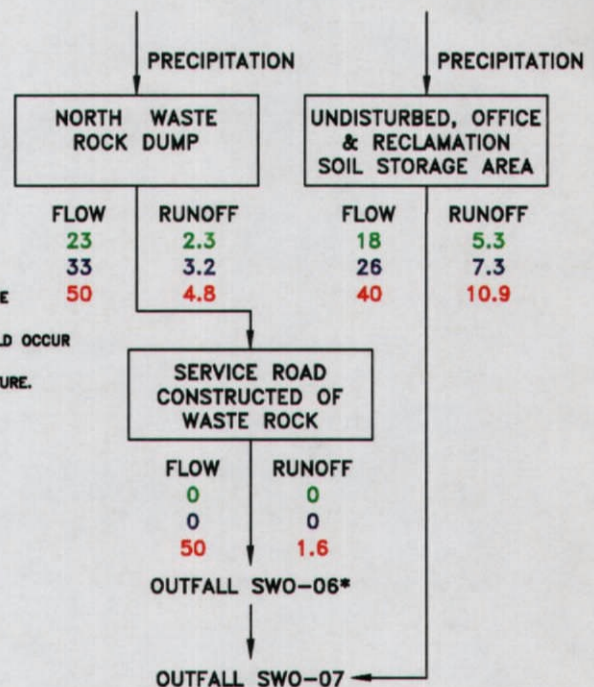 PRECIPITATION
PRECIPITATION
NORTH WASTE
ROCK DUMP
UNDISTURBED, OFFICE
& RECLAMATION
SOIL STORAGE AREA
FLOW RUNOFF
23 2.3
33 3.2
50 4.8
FLOW RUNOFF
18 5.3
26 7.3
40 10.9
OCCUR
SERVICE ROAD
CONSTRUCTED OF
WASTE ROCK
FLOW RUNOFF
0 0
0 0
50 1.6
OUTFALL SWO-06*
OUTFALL SWO-07